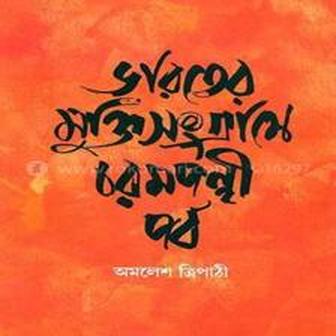 ভারতের
মুক্তিসংগ্রামে
চরমপন্থী
পর্ব
অমলেশ ত্রিপাঠী